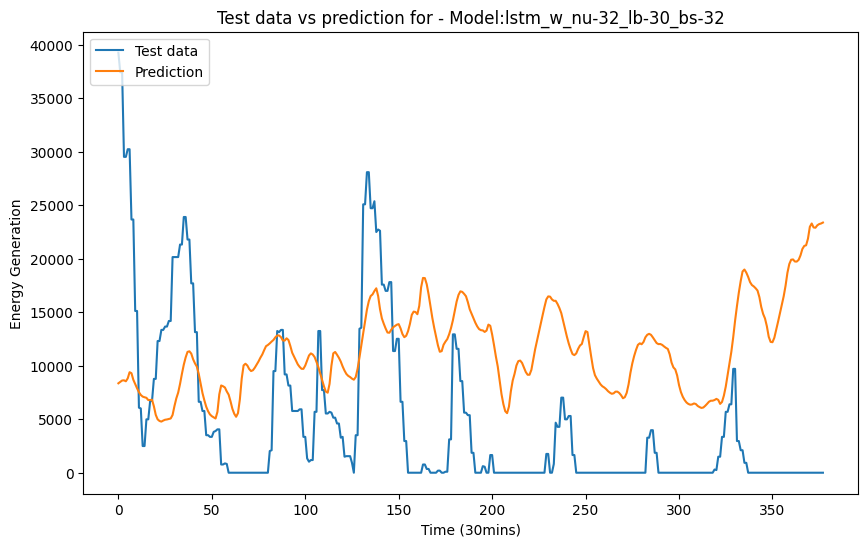 Test data vs prediction for - Model:lstm_w_nu-32_lb-30_bs-32
Test data
Prediction
40000
35000
30000
25000
20000
15000
10000
5000
0
Energy Generation
0 50 100 150 200 250 300 350
Time (30mins)